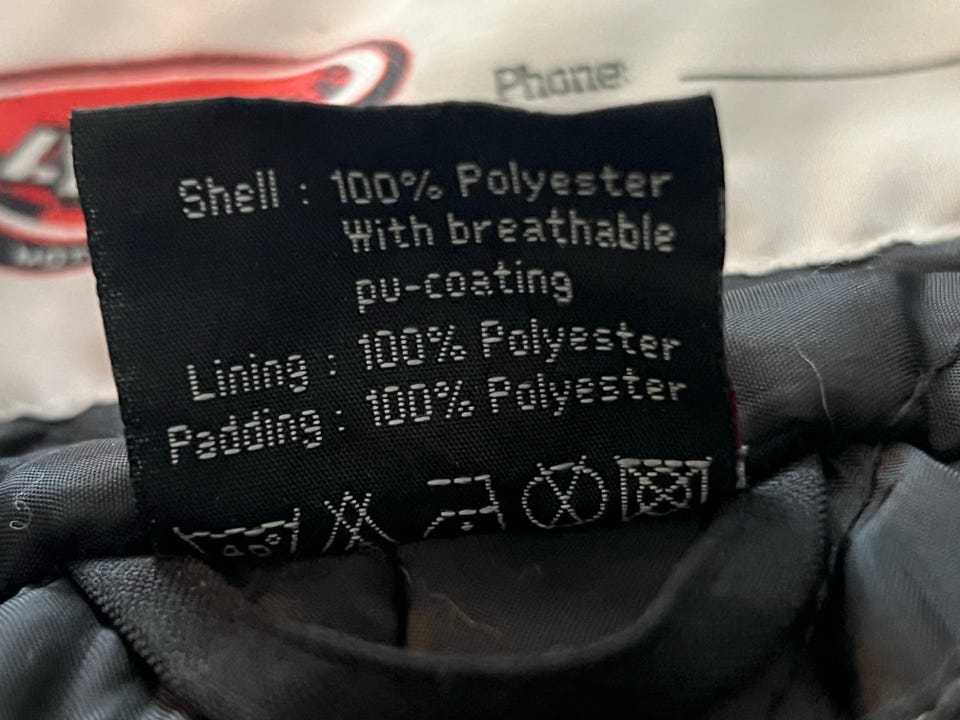 Phone:
Shell : 100% Polyester
With breathable
pu-coating
Lining : 100% Polyester
Padding : 100% Polyester